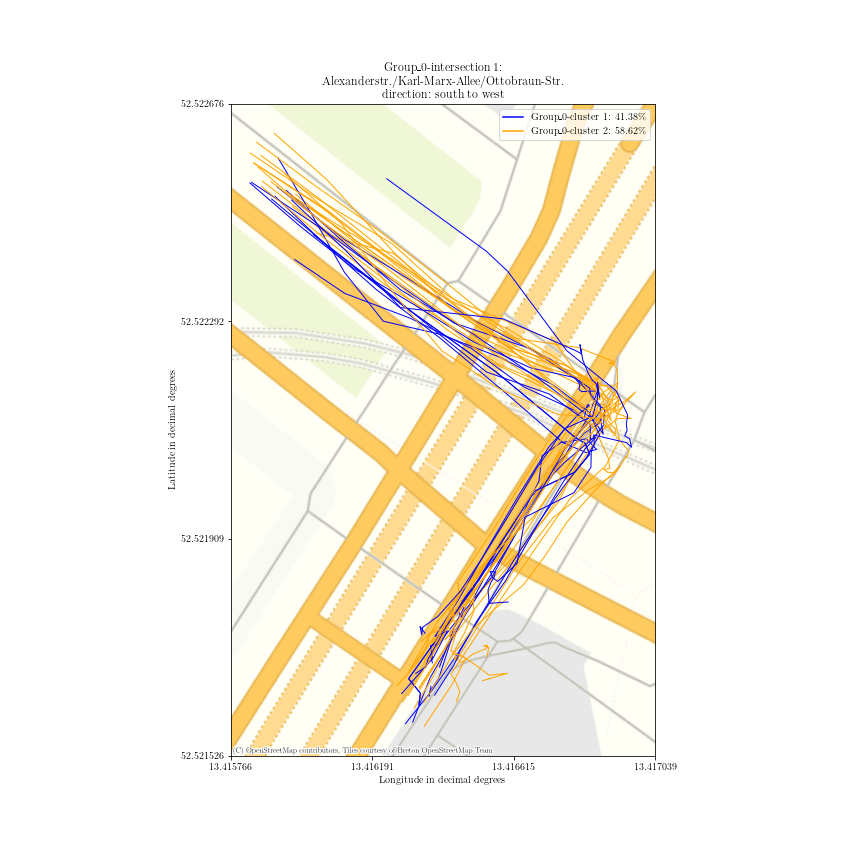 Group_0-intersection 1:
Alexanderstr./Karl-Marx-Allee/Ottobraun-Str.
direction: south to west
52.522676
Group_0-cluster 1: 41.38%
Group_0-cluster 2: 58.62%
52.522292
Latitude in decimal degrees
52.521909
(C) OpenStreetMap contributors, Tiles courtesy of Breton OpenStreetMap Team
52.521526
13.415766
13.416191
13.416615
13.417039
Longitude in decimal degrees